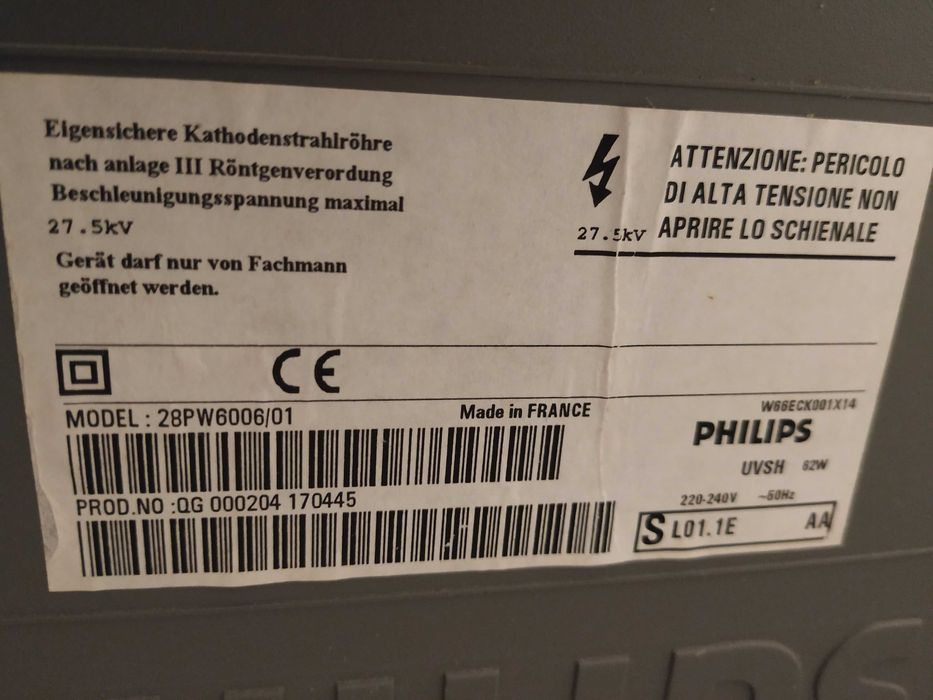 Eigensichere Kathodenstrahlröhre
nach anlage III Röntgenverordung
Beschleunigungsspannung maximal
27.5kV
Gerät darf nur von Fachmann
geöffnet werden.
27.5kV
ATTENZIONE: PERICOLO
DI ALTA TENSIONE NON
APRIRE LO SCHIENALE
CE
MODEL : 28PW6006/01
Made in FRANCE
PROD.NO :QG 000204 170445
W66ECK001X14
PHILIPS
UVSH 62W
220-240V ~50Hz
S L01.1E AA
PHILIPS